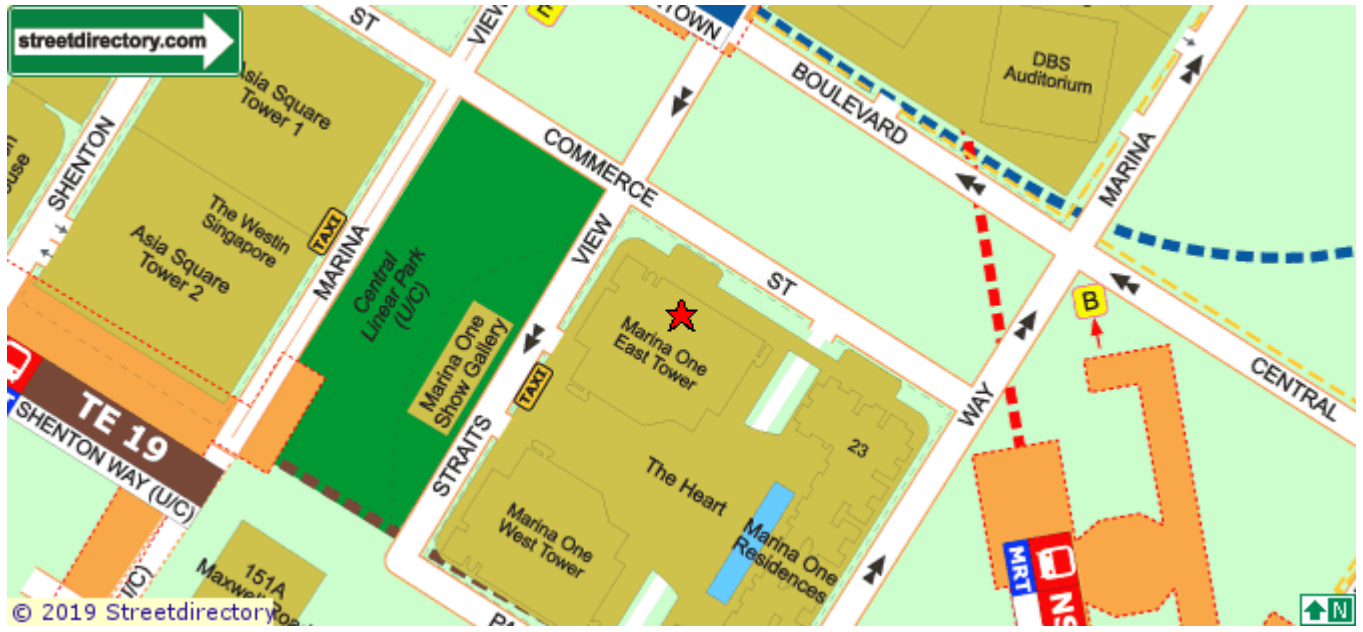 streetdirectory.com
ST
VIEW
E
BOULEVARD
DBS
Auditorium
MARINA
Asia Square
Tower 1
COMMERCE
SHENTON
The Westin
Singapore
TAXI
Asia Square
Tower 2
MARINA
Central
Linear Park
(U/C)
VIEW
ST
B
Marina One
East Tower
Marina One
Show Gallery
TAXI
CENTRAL
WAY
TE 19
SHENTON WAY (U/C)
STRAITS
23
The Heart
Marina One
West Tower
Marina One
Residences
MRT
NS
151A
© 2019 Streetdirectory
N